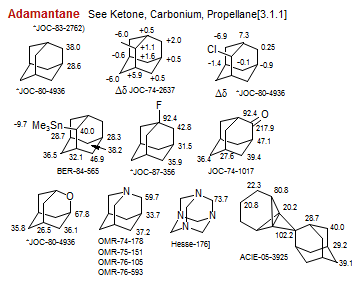 Adamantane See Ketone, Carbonium, Propellane[3.1.1]
*JOC-83-2762)
38.0
28.6
*JOC-80-4936
-6.0 +0.5
+2.0
+1.1
-0.6 +1.6 +0.5
-6.0 +5.9 +0.5
Δδ JOC-74-2637
-6.9 7.3
Cl 0.25
-1.4 -0.1 -0.9
Δδ *JOC-80-4936
-9.7 Me3Sn
40.0
28.7 28.3
38.2
36.5 32.1 46.9
BER-84-565
F
92.4
42.8
31.5
35.9
*JOC-87-356
92.4 O
217.9
47.1
36.4 27.6 39.4
JOC-74-1017
O
67.8
35.8 26.5 36.1
*JOC-80-4936
N
59.7
33.7
37.2
OMR-74-178
OMR-75-151
OMR-76-105
OMR-76-593
N
73.7
N N
N
Hesse-176]
22.3 80.8
20.8 20.2
28.7
102.2 40.0
29.2
39.1
ACIE-05-3925